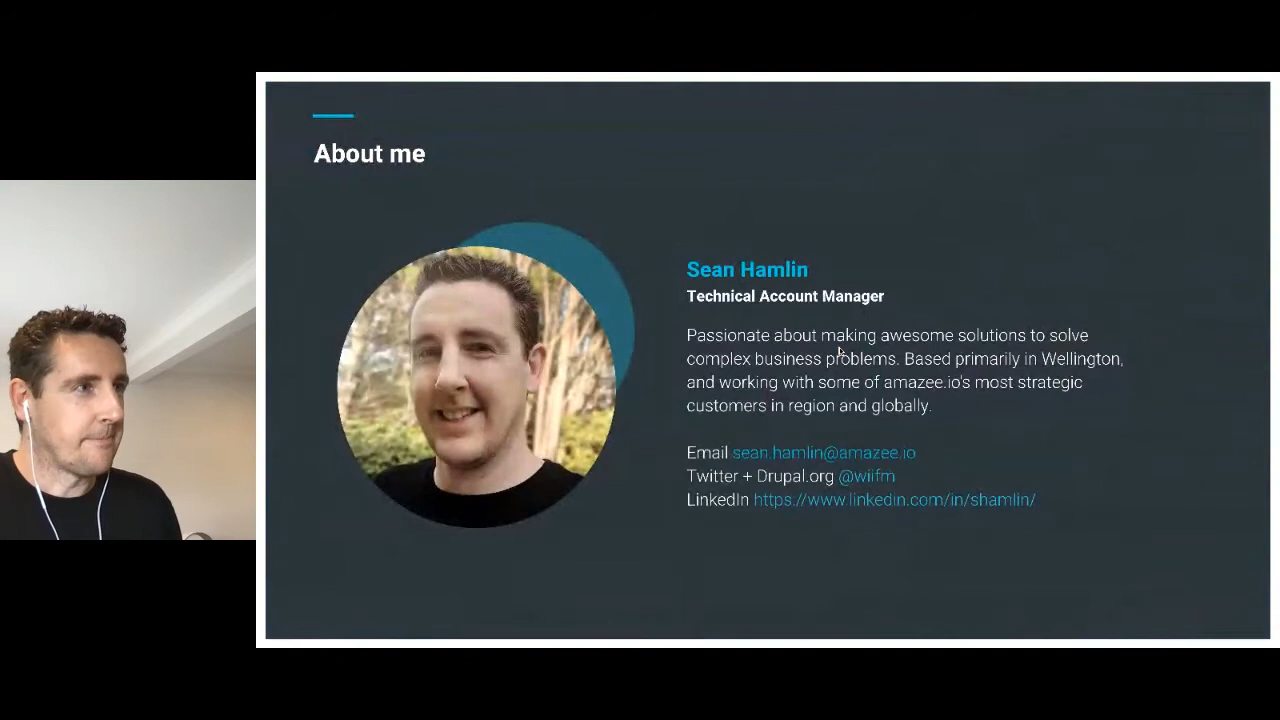 About me
Sean Hamlin
Technical Account Manager
Passionate about making awesome solutions to solve
complex business problems. Based primarily in Wellington,
and working with some of amazee.io's most strategic
customers in region and globally.
Email sean.hamlin@amazee.io
Twitter + Drupal.org @wiifm
LinkedIn https://www.linkedin.com/in/shamlin/